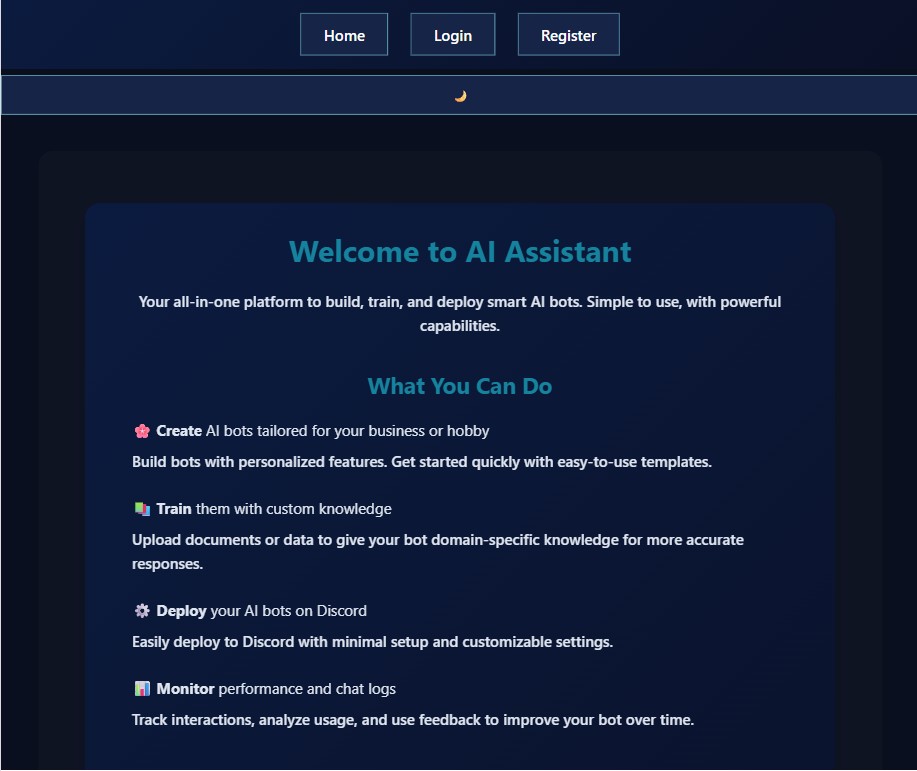 Home Login Register
Welcome to AI Assistant
Your all-in-one platform to build, train, and deploy smart AI bots. Simple to use, with powerful
capabilities.
What You Can Do
Create AI bots tailored for your business or hobby
Build bots with personalized features. Get started quickly with easy-to-use templates.
Train them with custom knowledge
Upload documents or data to give your bot domain-specific knowledge for more accurate
responses.
Deploy your AI bots on Discord
Easily deploy to Discord with minimal setup and customizable settings.
Monitor performance and chat logs
Track interactions, analyze usage, and use feedback to improve your bot over time.